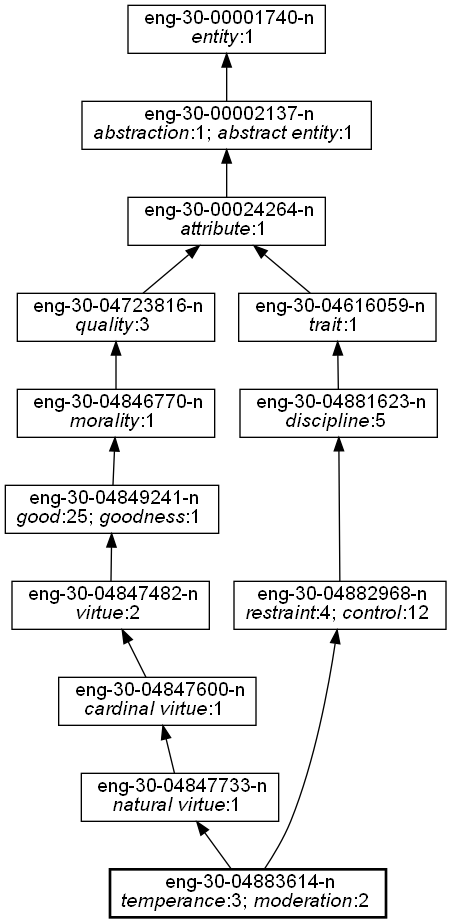 eng-30-00001740-n
entity:1
eng-30-00002137-n
abstraction:1; abstract entity:1
eng-30-00024264-n
attribute:1
eng-30-04723816-n
quality:3
eng-30-04616059-n
trait:1
eng-30-04846770-n
morality:1
eng-30-04881623-n
discipline:5
eng-30-04849241-n
good:25; goodness:1
eng-30-04847482-n
virtue:2
eng-30-04882968-n
restraint:4; control:12
eng-30-04847600-n
cardinal virtue:1
eng-30-04847733-n
natural virtue:1
eng-30-04883614-n
temperance:3; moderation:2